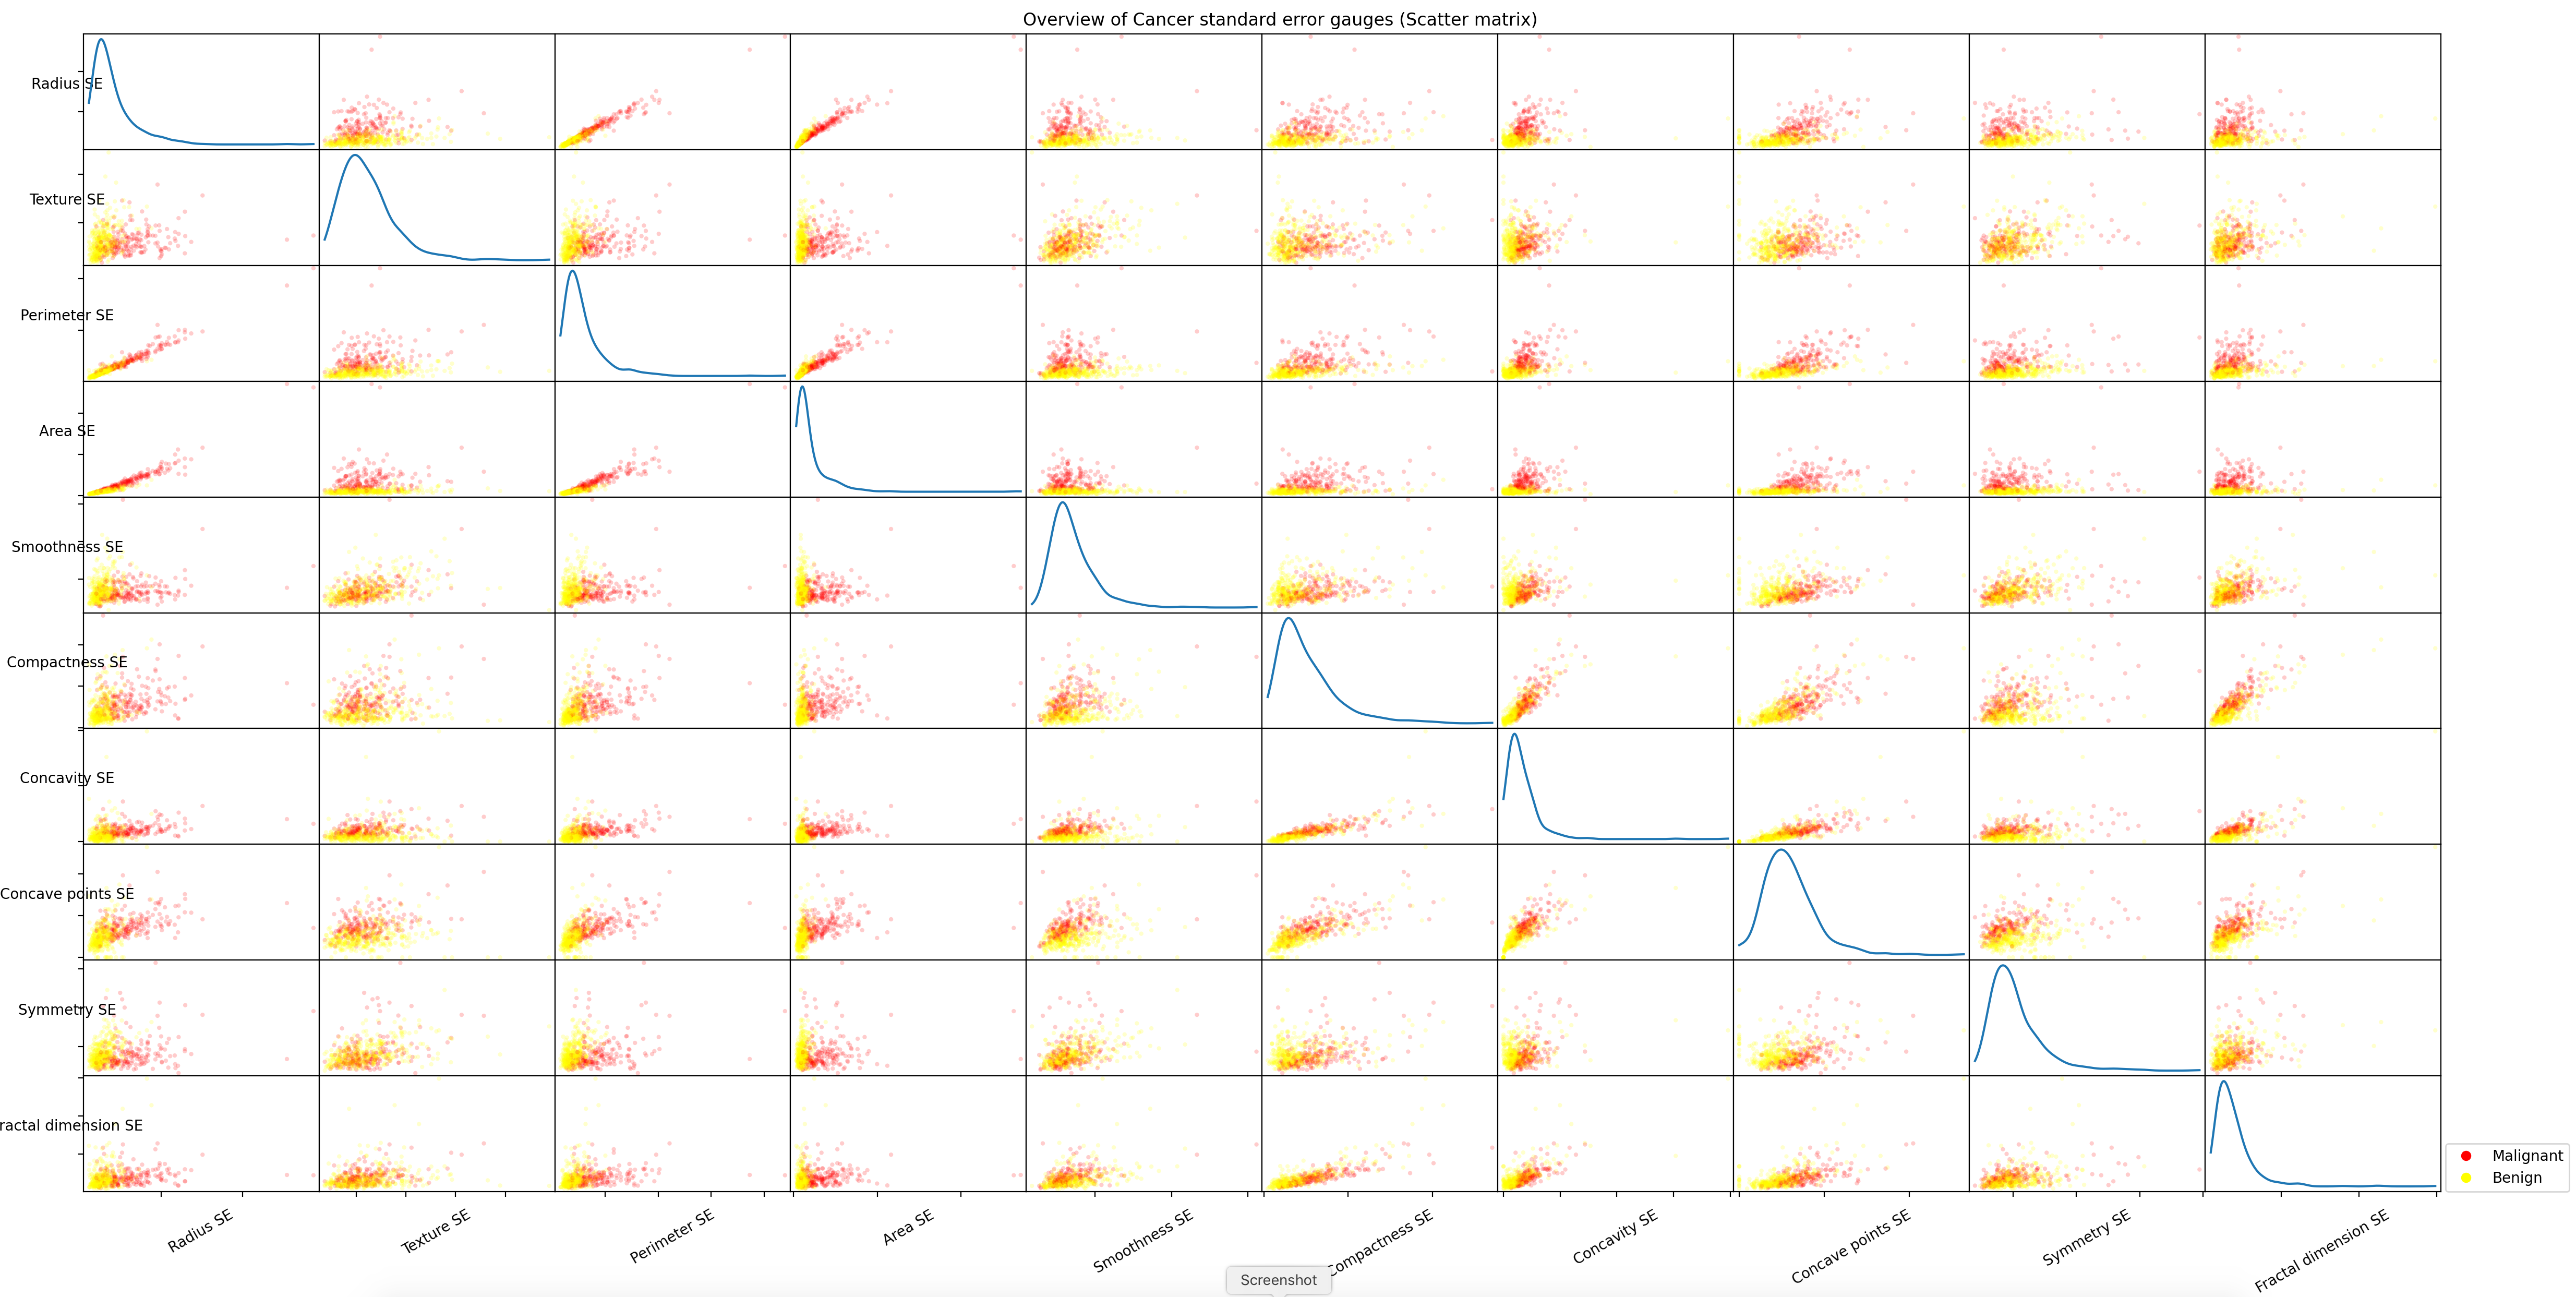 Overview of Cancer standard error gauges (Scatter matrix)
Radius SE
Texture SE
Perimeter SE
Area SE
Smoothness SE
Compactness SE
Concavity SE
Concave points SE
Symmetry SE
ractal dimension SE
Malignant
Benign
Radius SE
Texture SE
Perimeter SE
Area SE
Smoothness SE
ompactness SE
Concavity SE
Concave points SE
Symmetry SE
Fractal dimension SE
Screenshot